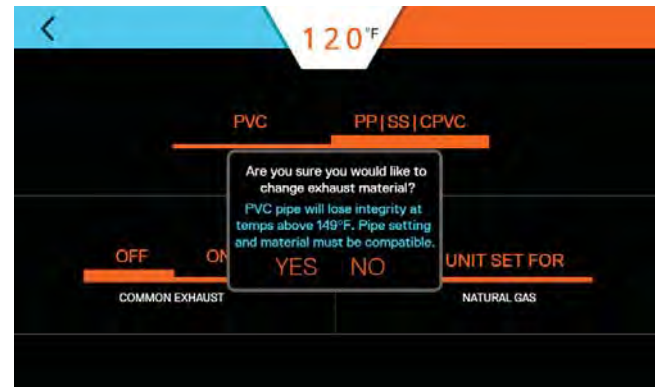 120°F
PVC PP|SS|CPVC
Are you sure you would like to
change exhaust material?
PVC pipe will lose integrity at
temps above 149°F. Pipe setting
and material must be compatible.
YES NO
OFF ON
UNIT SET FOR
COMMON EXHAUST
NATURAL GAS